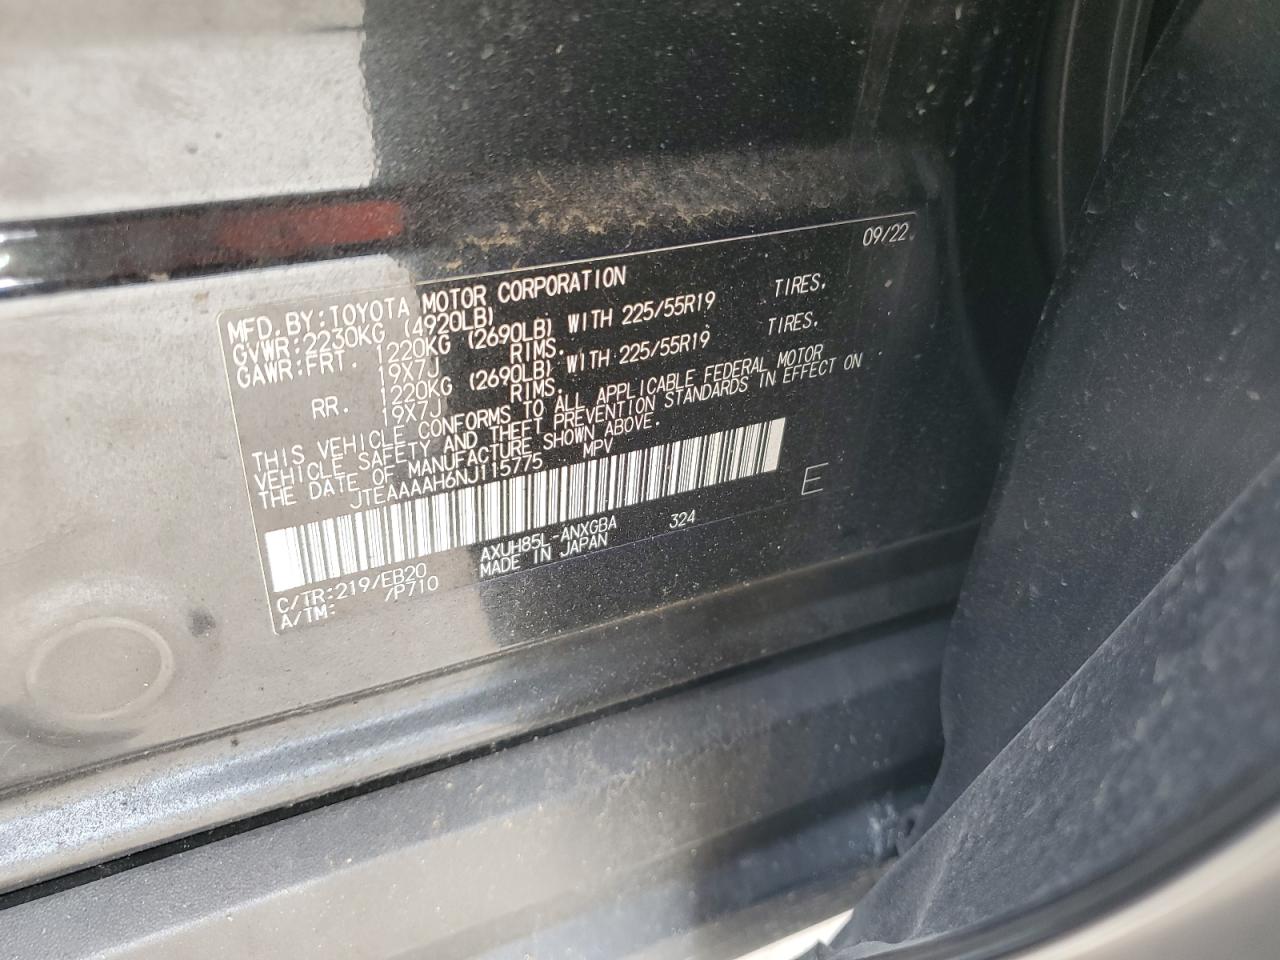 09/22
MFD.BY:TOYOTA MOTOR CORPORATION
GVWR:2230KG (4920LB)
GAWR:FRT. 1220KG (2690LB) WITH 225/55R19 TIRES.
19X7J RIMS.
RR. 1220KG (2690LB) WITH 225/55R19 TIRES.
19X7J RIMS.
THIS VEHICLE CONFORMS TO ALL APPLICABLE FEDERAL MOTOR
VEHICLE SAFETY AND THEFT PREVENTION STANDARDS IN EFFECT ON
THE DATE OF MANUFACTURE SHOWN ABOVE.
JTEAAAAH6NJ115775 MPV
E
C/TR:219/EB20 AXUH85L-ANXGBA 324
A/TM: /P710 MADE IN JAPAN